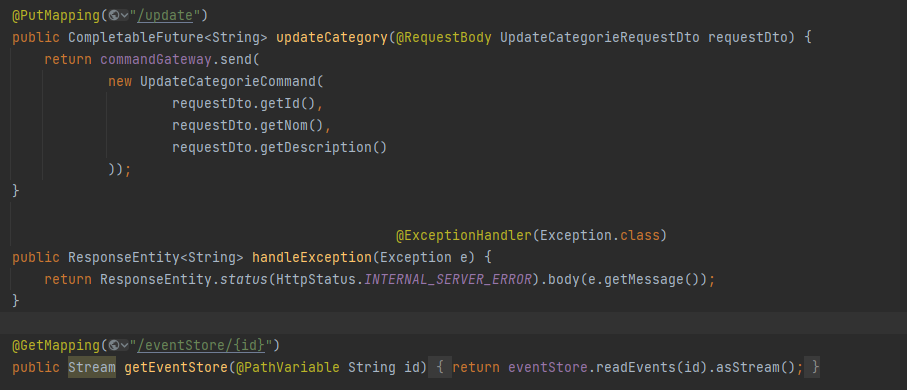 @PutMapping("/update")
public CompletableFuture<String> updateCategory(@RequestBody UpdateCategorieRequestDto requestDto) {
return commandGateway.send(
new UpdateCategorieCommand(
requestDto.getId(),
requestDto.getNom(),
requestDto.getDescription()
));
}
@ExceptionHandler(Exception.class)
public ResponseEntity<String> handleException(Exception e) {
return ResponseEntity.status(HttpStatus.INTERNAL_SERVER_ERROR).body(e.getMessage());
}
@GetMapping("/eventStore/{id}")
public Stream getEventStore(@PathVariable String id) { return eventStore.readEvents(id).asStream(); }